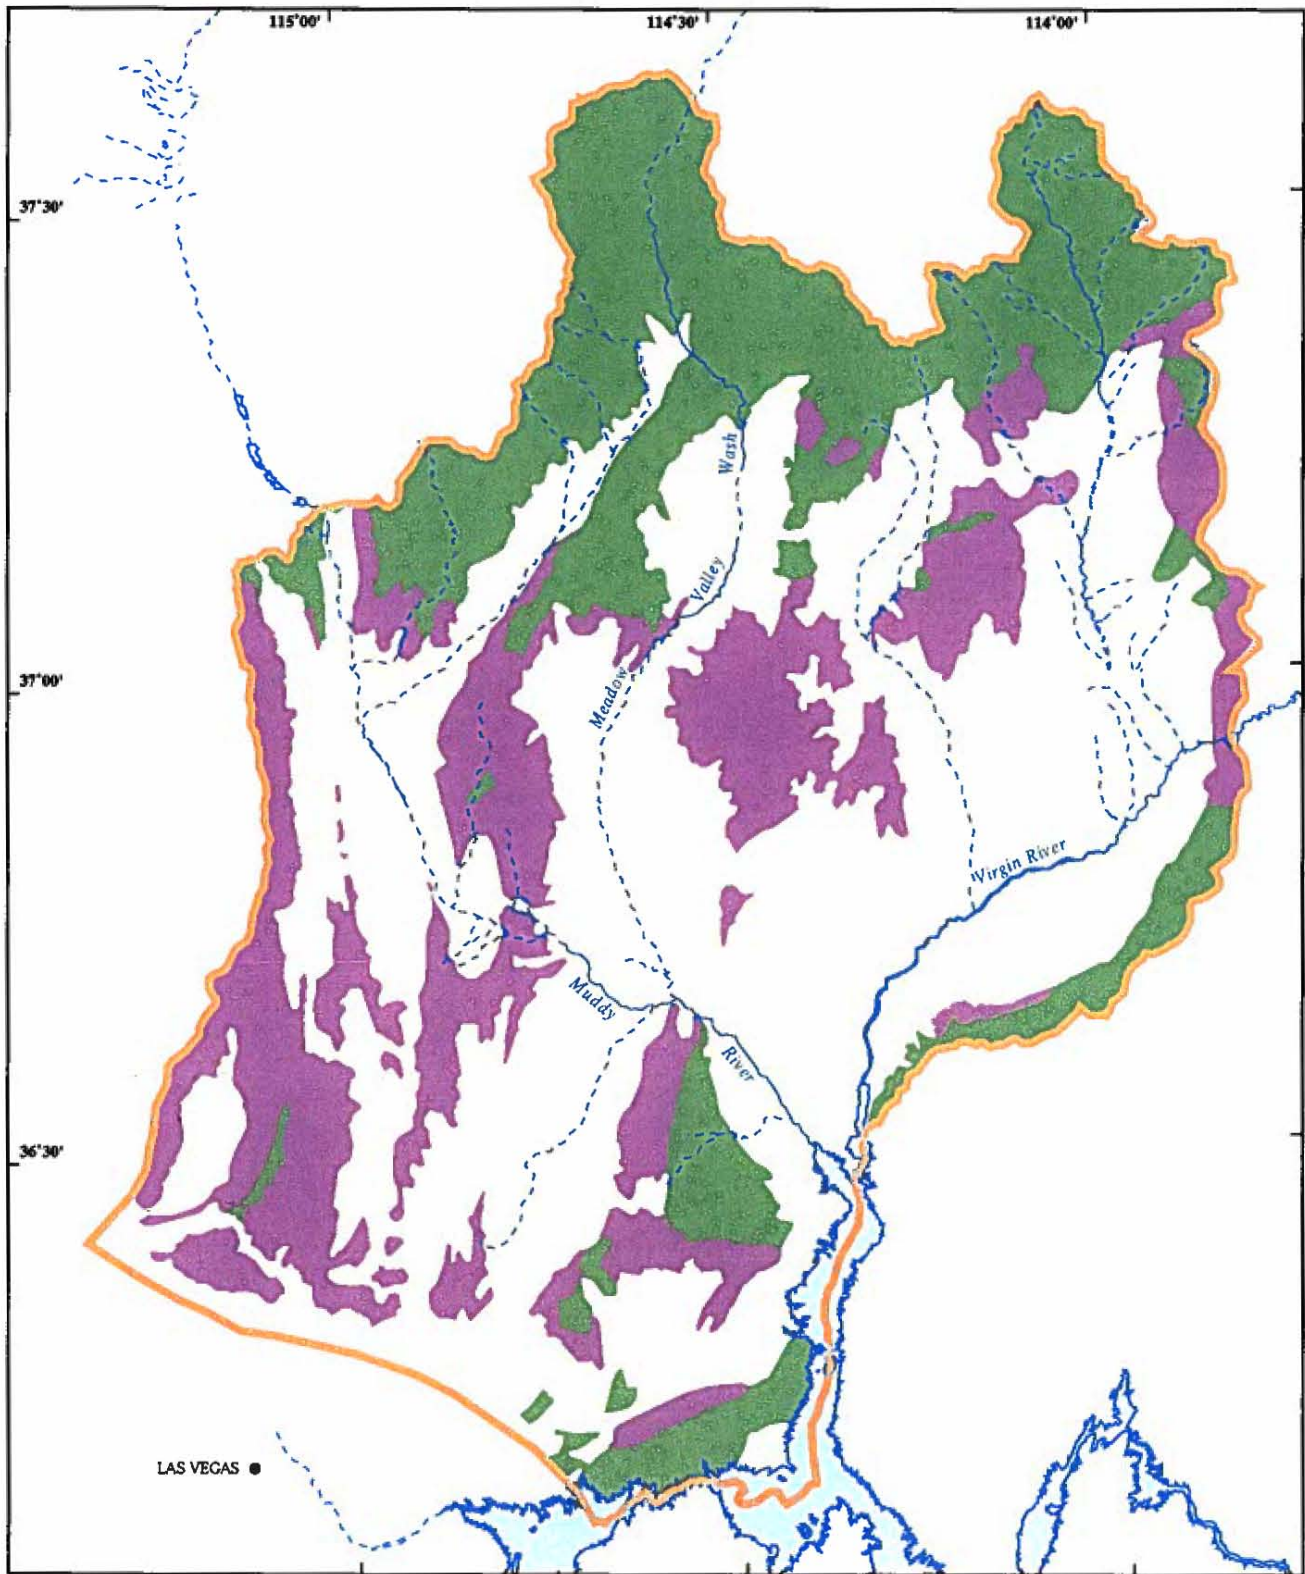 115°00' 114°30' 114°00'
37°30'
Wash
Valley
37°00'
Meadow
Virgin River
Muddy
River
36°30'
LAS VEGAS